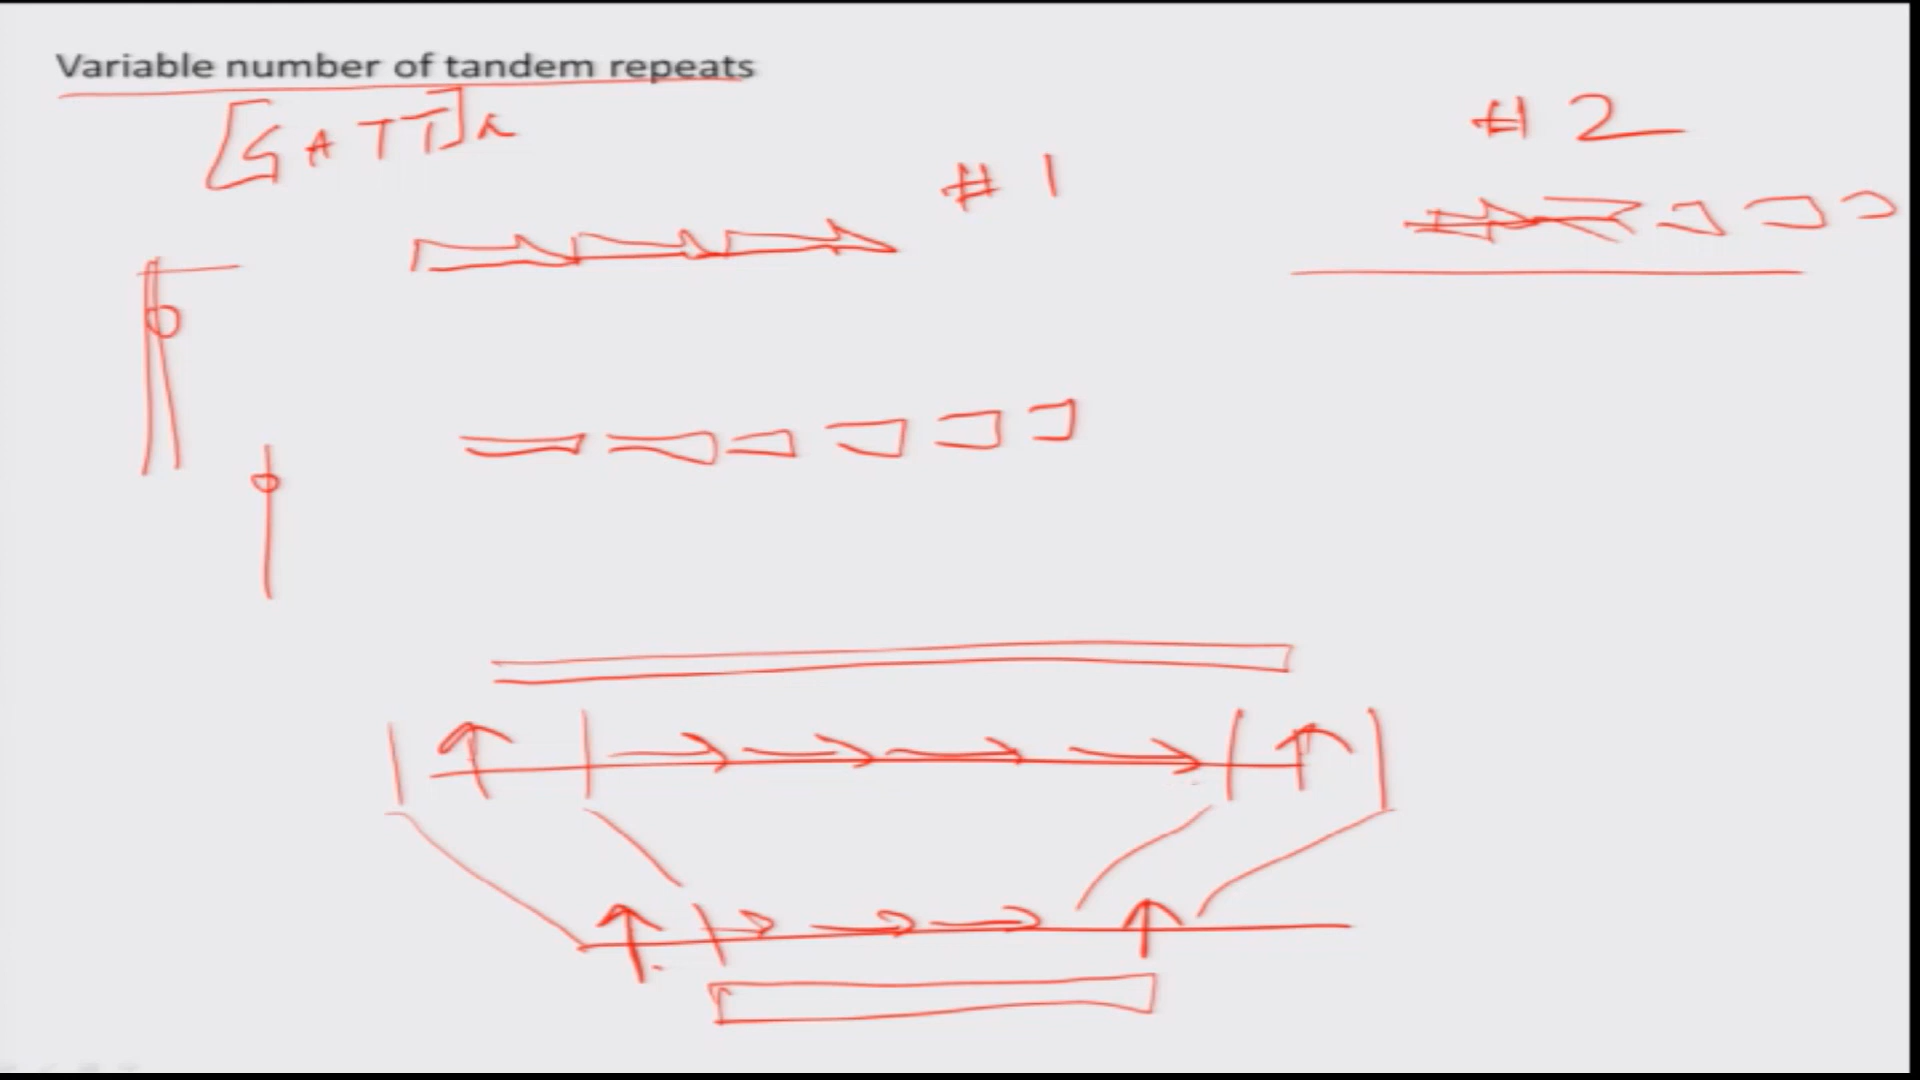 Variable number of tandem repeats
[GATT]n
# 1
# 2